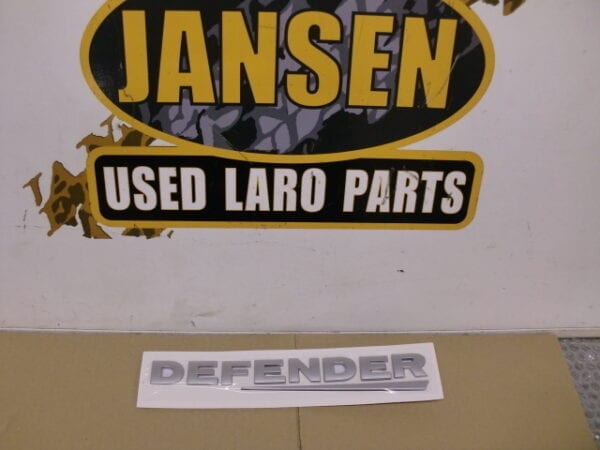 JANSEN
USED LARO PARTS
DEFENDER